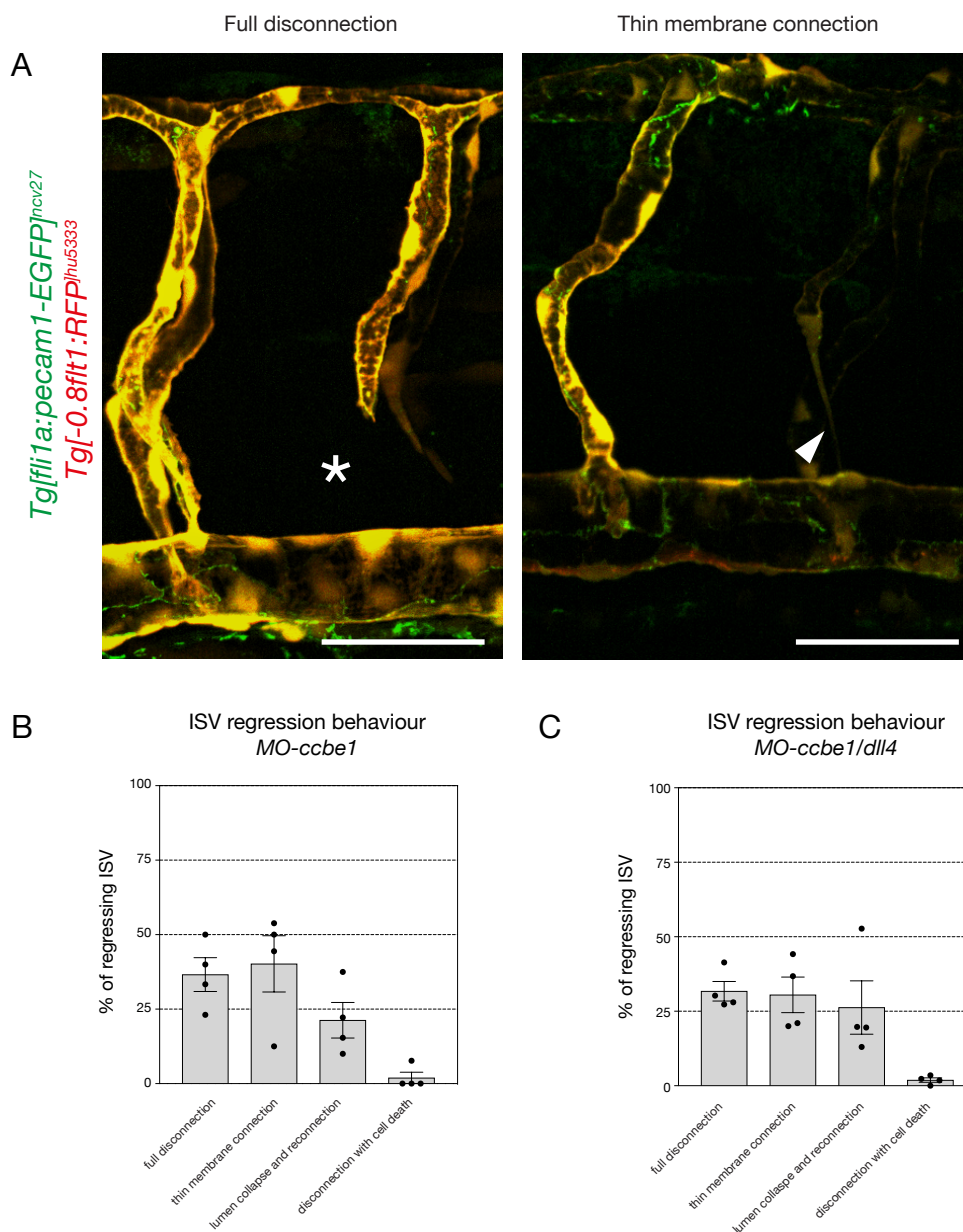 Full disconnection
Thin membrane connection
A
Tg[fli1a:pecam1-EGFP]ncv27
Tg[-0.8flt1:RFP]hu5333
*
B
ISV regression behaviour
MO-ccbe1
% of regressing ISV
100
75
50
25
0
full disconnection
thin membrane connection
lumen collapse and reconnection
disconnection with cell death
C
ISV regression behaviour
MO-ccbe1/dll4
% of regressing ISV
100
75
50
25
0
full disconnection
thin membrane connection
lumen collaspe and reconnection
disconnection with cell death